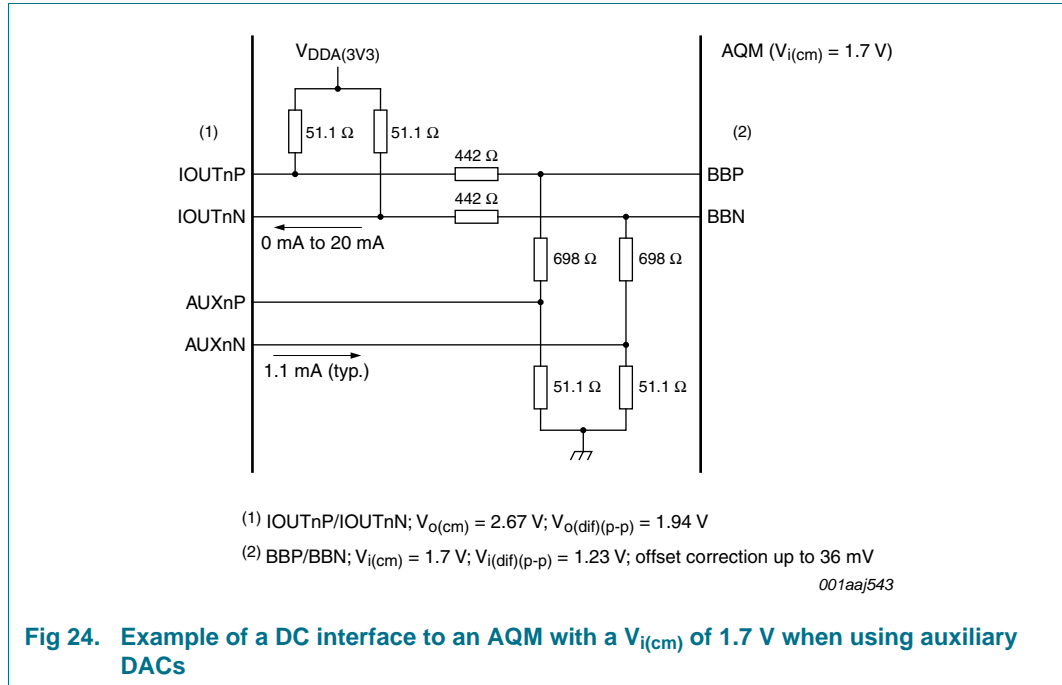 VDDA(3V3)
AQM (Vi(cm) = 1.7 V)
(1)
51.1 Ω
51.1 Ω
(2)
442 Ω
IOUTnP
BBP
442 Ω
IOUTnN
BBN
0 mA to 20 mA
698 Ω
698 Ω
AUXnP
AUXnN
1.1 mA (typ.)
51.1 Ω
51.1 Ω
(1) IOUTnP/IOUTnN; Vo(cm) = 2.67 V; Vo(dif)(p-p) = 1.94 V
(2) BBP/BBN; Vi(cm) = 1.7 V; Vi(dif)(p-p) = 1.23 V; offset correction up to 36 mV
001aaj543
Fig 24. Example of a DC interface to an AQM with a Vi(cm) of 1.7 V when using auxiliary
DACs